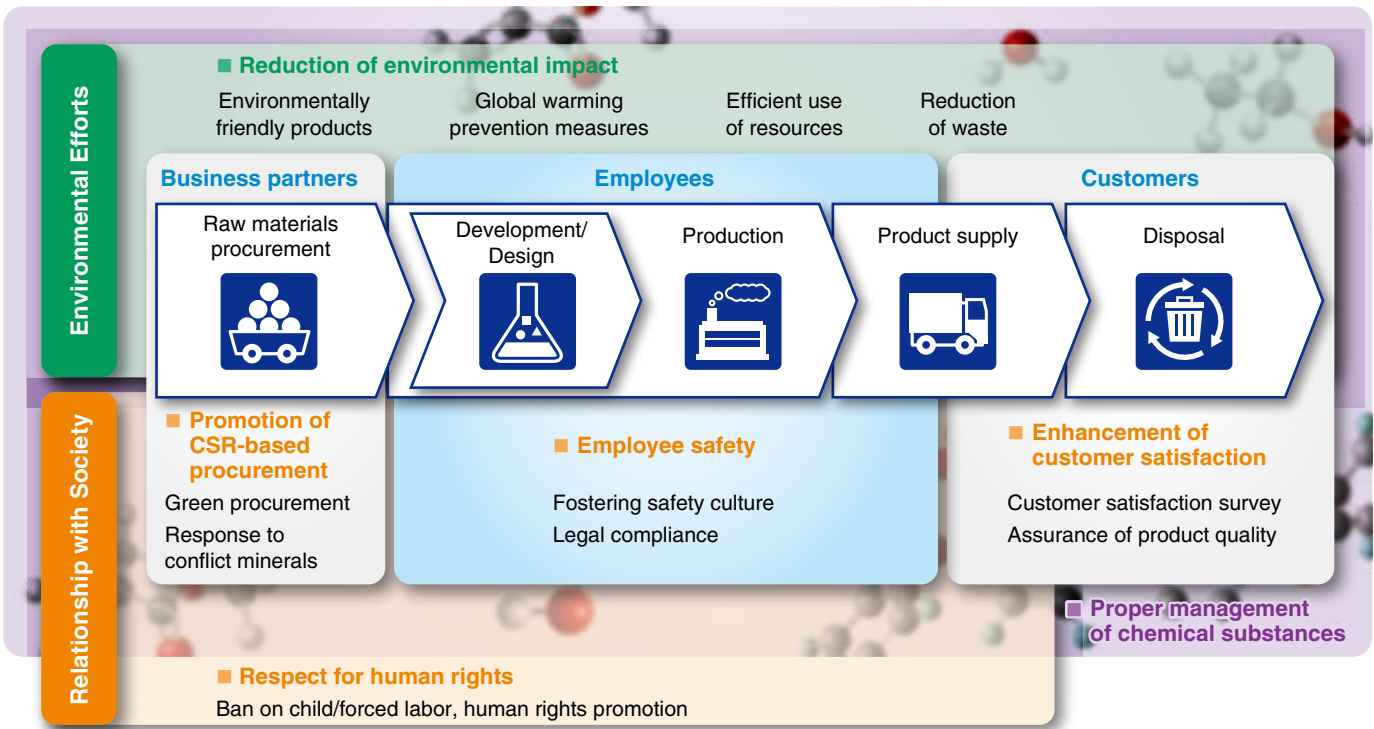 Environmental Efforts
■ Reduction of environmental impact
Environmentally
friendly products
Global warming
prevention measures
Efficient use
of resources
Reduction
of waste
Business partners
Employees
Customers
Raw materials
procurement
Development/
Design
Production
Product supply
Disposal
Relationship with Society
■ Promotion of
CSR-based
procurement
Green procurement
Response to
conflict minerals
■ Employee safety
Fostering safety culture
Legal compliance
■ Enhancement of
customer satisfaction
Customer satisfaction survey
Assurance of product quality
■ Proper management
of chemical substances
■ Respect for human rights
Ban on child/forced labor, human rights promotion